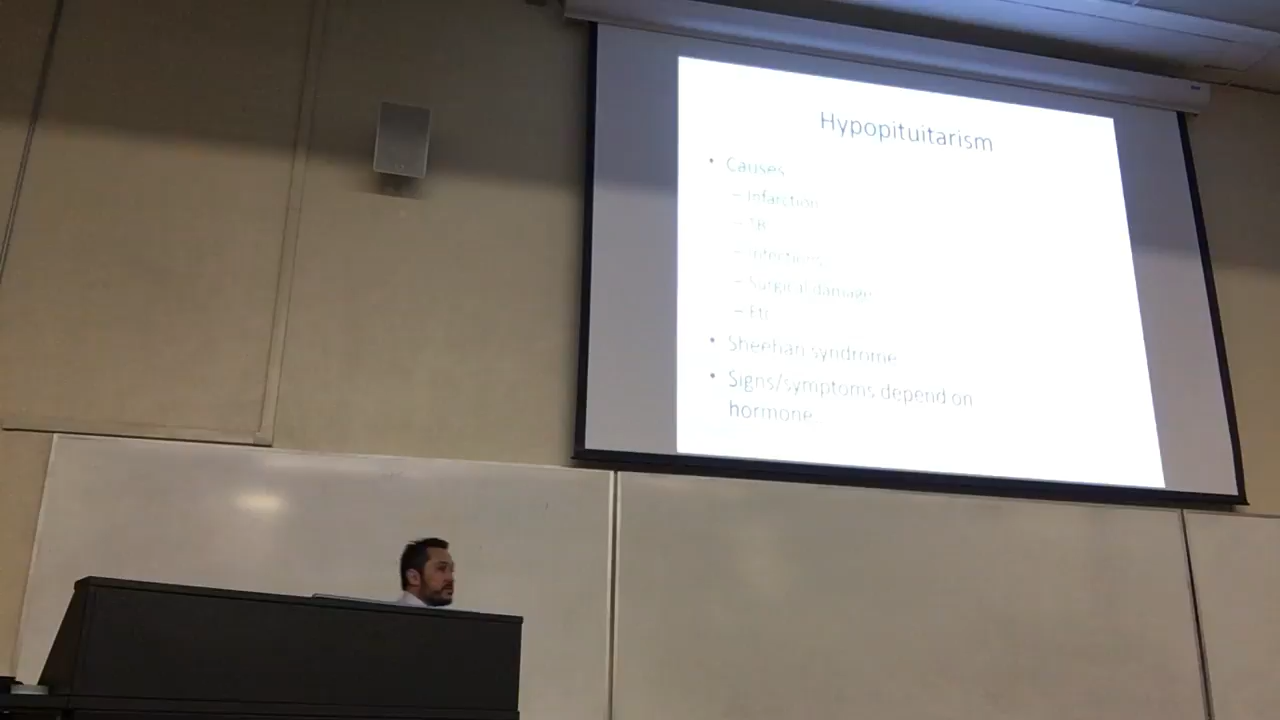 Hypopituitarism
• Causes
– Infarction
– TB
– Infections
– Surgical damage
– Etc
• Sheehan syndrome
• Signs/symptoms depend on
hormone